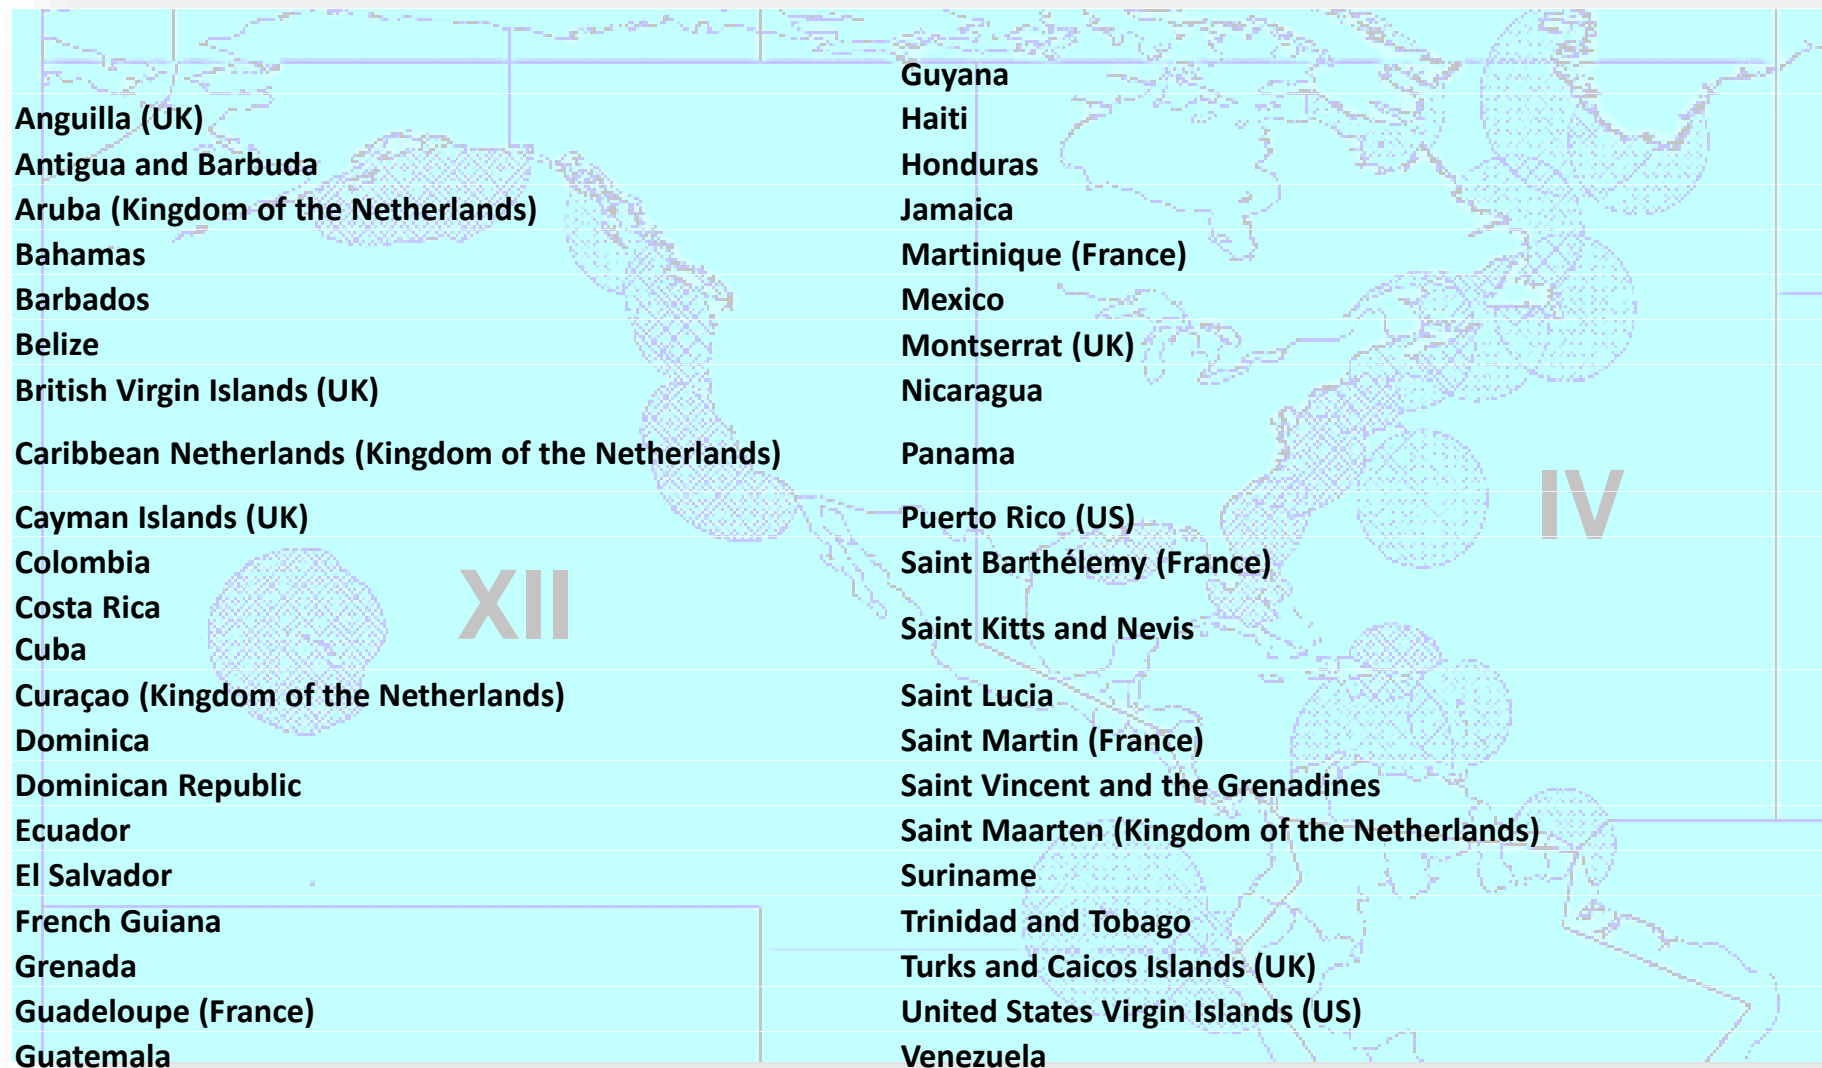 Anguilla (UK)
Antigua and Barbuda
Aruba (Kingdom of the Netherlands)
Bahamas
Barbados
Belize
British Virgin Islands (UK)
Caribbean Netherlands (Kingdom of the Netherlands)
Cayman Islands (UK)
Colombia
Costa Rica
Cuba
Curaçao (Kingdom of the Netherlands)
Dominica
Dominican Republic
Ecuador
El Salvador
French Guiana
Grenada
Guadeloupe (France)
Guatemala
Guyana
Haiti
Honduras
Jamaica
Martinique (France)
Mexico
Montserrat (UK)
Nicaragua
Panama
Puerto Rico (US)
Saint Barthélemy (France)
Saint Kitts and Nevis
Saint Lucia
Saint Martin (France)
Saint Vincent and the Grenadines
Saint Maarten (Kingdom of the Netherlands)
Suriname
Trinidad and Tobago
Turks and Caicos Islands (UK)
United States Virgin Islands (US)
Venezuela
XII
IV